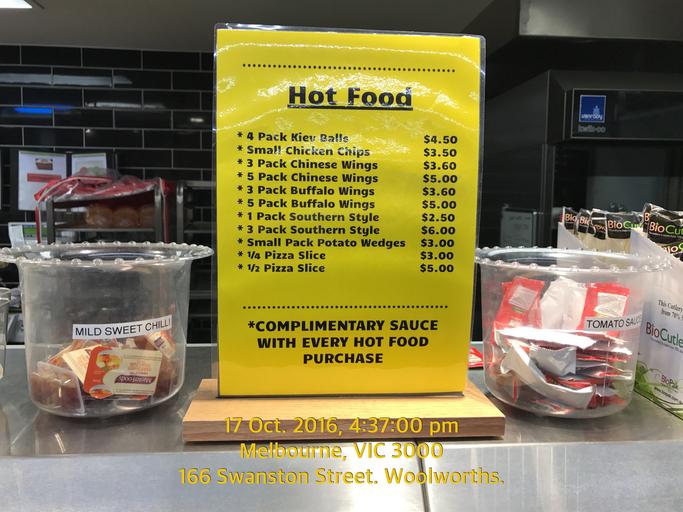 Hot Food
* 4 Pack Kiev Balls $4.50
* Small Chicken Chips $3.50
* 3 Pack Chinese Wings $3.60
* 5 Pack Chinese Wings $5.00
* 3 Pack Buffalo Wings $3.60
* 5 Pack Buffalo Wings $5.00
* 1 Pack Southern Style $2.50
* 3 Pack Southern Style $6.00
* Small Pack Potato Wedges $3.00
* 1/4 Pizza Slice $3.00
* 1/2 Pizza Slice $5.00
*COMPLIMENTARY SAUCE
WITH EVERY HOT FOOD
PURCHASE
MILD SWEET CHILLI
TOMATO SAUCE
BioCutle
BioPak
17 Oct. 2016, 4:37:00 pm
Melbourne, VIC 3000
166 Swanston Street. Woolworths.